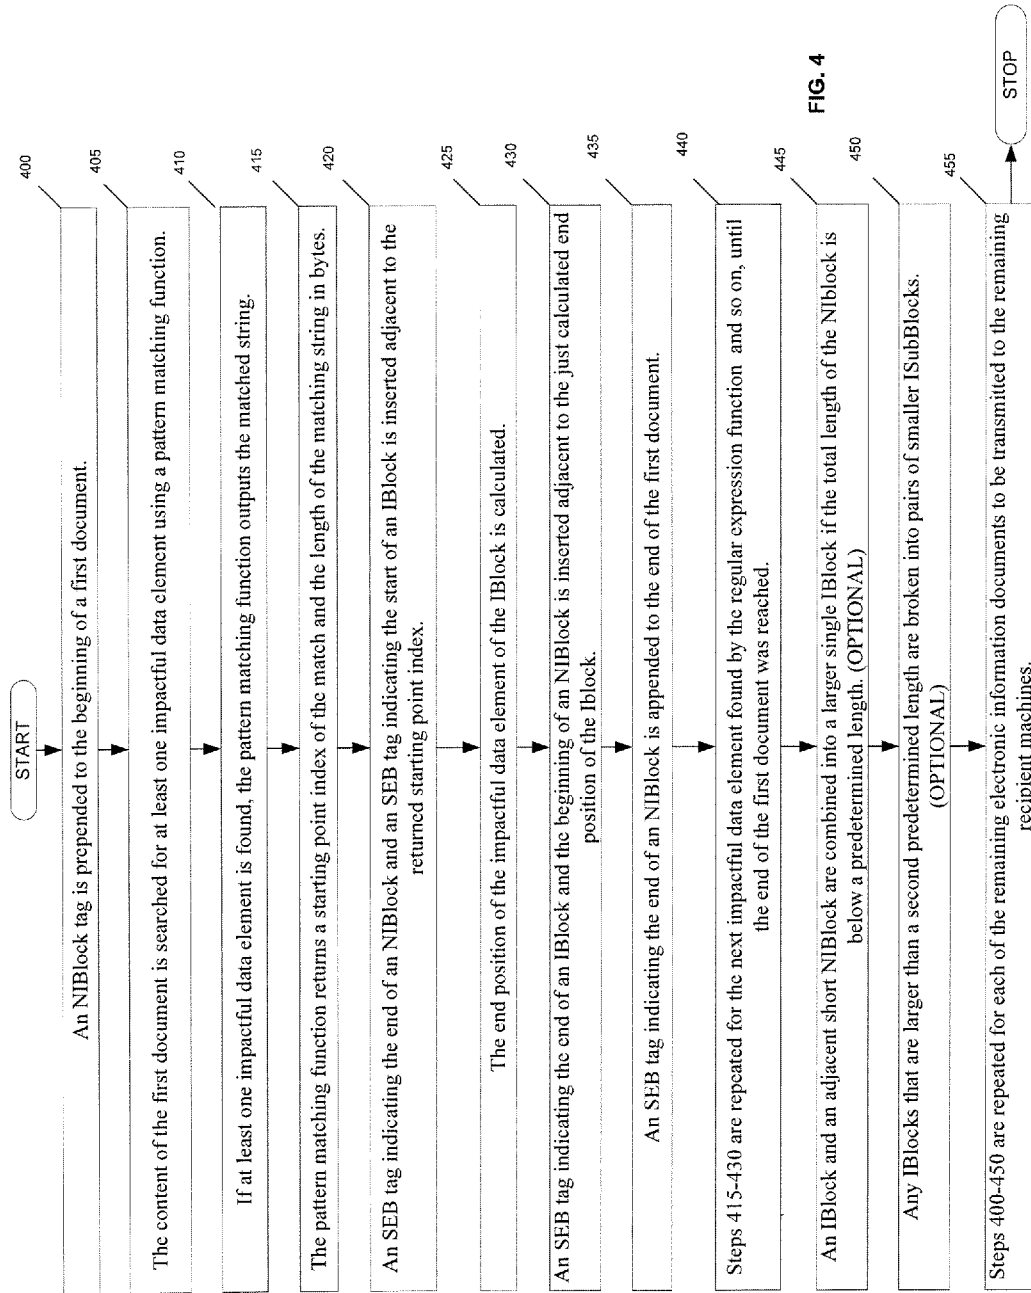 START
400
An NIBlock tag is prepended to the beginning of a first document.
405
The content of the first document is searched for at least one impactful data element using a pattern matching function.
410
If at least one impactful data element is found, the pattern matching function outputs the matched string.
415
The pattern matching function returns a starting point index of the match and the length of the matching string in bytes.
420
An SEB tag indicating the end of an NIBlock and an SEB tag indicating the start of an IBlock is inserted adjacent to the
returned starting point index.
425
The end position of the impactful data element of the IBlock is calculated.
430
An SEB tag indicating the end of an IBlock and the beginning of an NIBlock is inserted adjacent to the just calculated end
position of the Iblock.
435
An SEB tag indicating the end of an NIBlock is appended to the end of the first document.
440
Steps 415-430 are repeated for the next impactful data element found by the regular expression function and so on, until
the end of the first document was reached.
445
An IBlock and an adjacent short NIBlock are combined into a larger single IBlock if the total length of the NIblock is
below a predetermined length. (OPTIONAL)
450
Any IBlocks that are larger than a second predetermined length are broken into pairs of smaller ISubBlocks.
(OPTIONAL)
455
Steps 400-450 are repeated for each of the remaining electronic information documents to be transmitted to the remaining
recipient machines.
STOP
FIG. 4